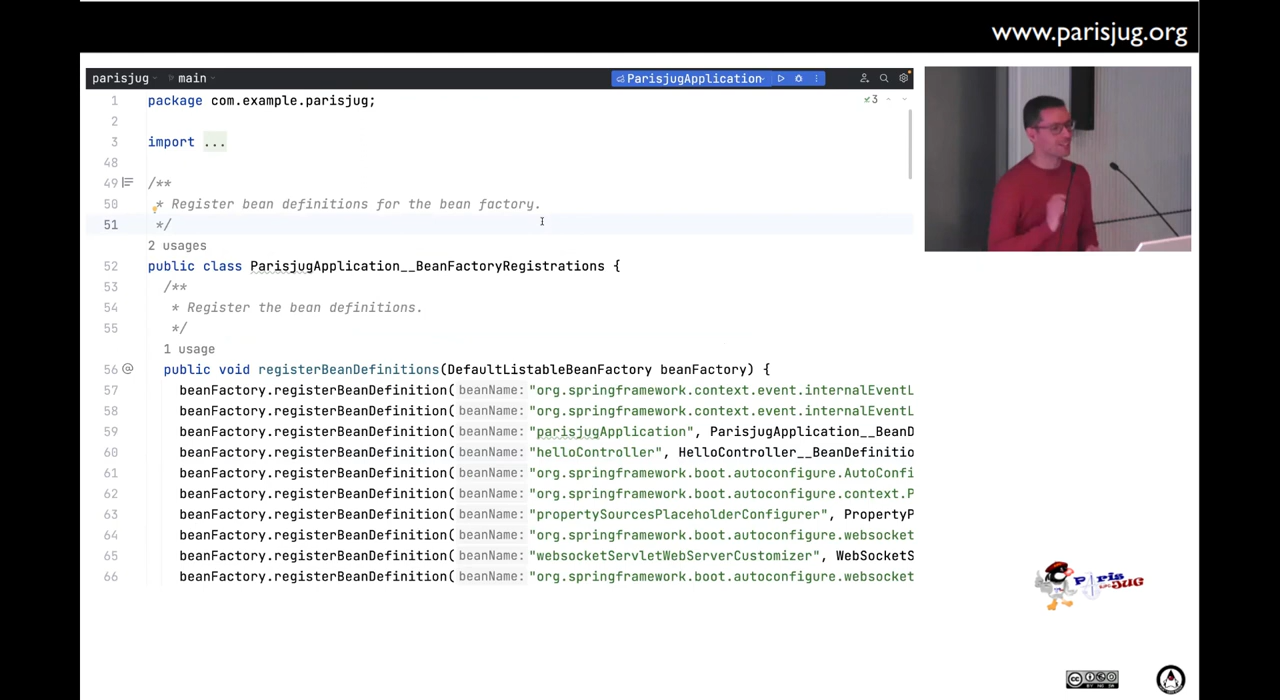 www.parisjug.org
parisjug main ParisjugApplication
1 package com.example.parisjug; 3
2
3 import ...
48
49 /**
50 * Register bean definitions for the bean factory.
51 */
2 usages
52 public class ParisjugApplication__BeanFactoryRegistrations {
53 /**
54 * Register the bean definitions.
55 */
1 usage
56 public void registerBeanDefinitions(DefaultListableBeanFactory beanFactory) {
57 beanFactory.registerBeanDefinition( beanName: "org.springframework.context.event.internalEventL
58 beanFactory.registerBeanDefinition( beanName: "org.springframework.context.event.internalEventL
59 beanFactory.registerBeanDefinition( beanName: "parisjugApplication", ParisjugApplication__BeanD
60 beanFactory.registerBeanDefinition( beanName: "helloController", HelloController__BeanDefinitio
61 beanFactory.registerBeanDefinition( beanName: "org.springframework.boot.autoconfigure.AutoConfi
62 beanFactory.registerBeanDefinition( beanName: "org.springframework.boot.autoconfigure.context.P
63 beanFactory.registerBeanDefinition( beanName: "propertySourcesPlaceholderConfigurer", PropertyP
64 beanFactory.registerBeanDefinition( beanName: "org.springframework.boot.autoconfigure.websocket
65 beanFactory.registerBeanDefinition( beanName: "websocketServletWebServerCustomizer", WebSocketS
66 beanFactory.registerBeanDefinition( beanName: "org.springframework.boot.autoconfigure.websocket
Paris JUG